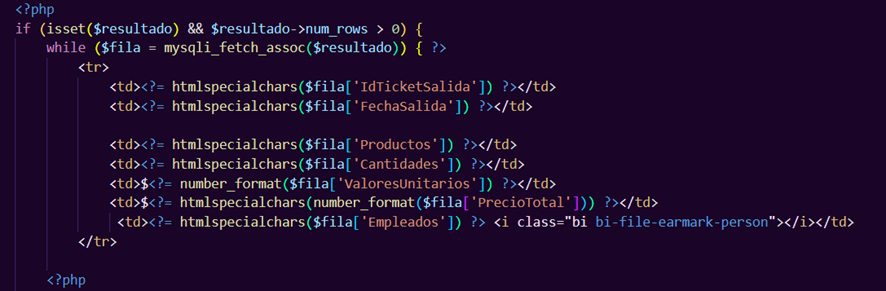 <?php
if (isset($resultado) && $resultado->num_rows > 0) {
while ($fila = mysqli_fetch_assoc($resultado)) { ?>
<tr>
<td><?= htmlspecialchars($fila['IdTicketSalida']) ?></td>
<td><?= htmlspecialchars($fila['FechaSalida']) ?></td>
<td><?= htmlspecialchars($fila['Productos']) ?></td>
<td><?= htmlspecialchars($fila['Cantidades']) ?></td>
<td>$<?= number_format($fila['ValoresUnitarios']) ?></td>
<td>$<?= htmlspecialchars(number_format($fila['PrecioTotal'])) ?></td>
<td><?= htmlspecialchars($fila['Empleados']) ?> <i class="bi bi-file-earmark-person"></i></td>
</tr>
<?php